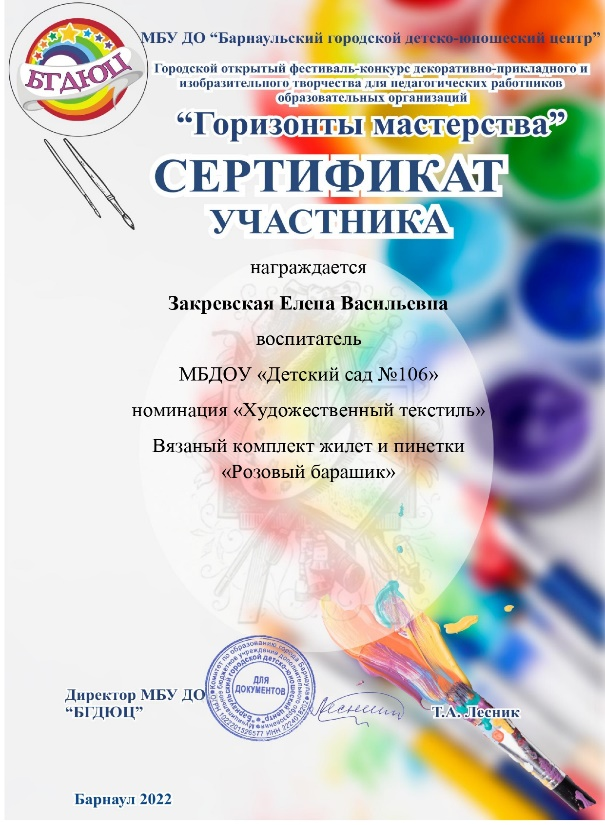 БГДЮЦ
МБУ ДО “Барнаульский городской детско-юношеский центр”
Городской открытый фестиваль-конкурс декоративно-прикладного и
изобразительного творчества для педагогических работников
образовательных организаций
“Горизонты мастерства”
СЕРТИФИКАТ
УЧАСТНИКА
награждается
Закревская Елена Васильевна
воспитатель
МБДОУ «Детский сад №106»
номинация «Художественный текстиль»
Вязаный комплект жилет и пинетки
«Розовый барашик»
Директор МБУ ДО
“БГДЮЦ”
ДЛЯ
ДОКУМЕНТОВ
Т.А. Лесник
Барнаул 2022